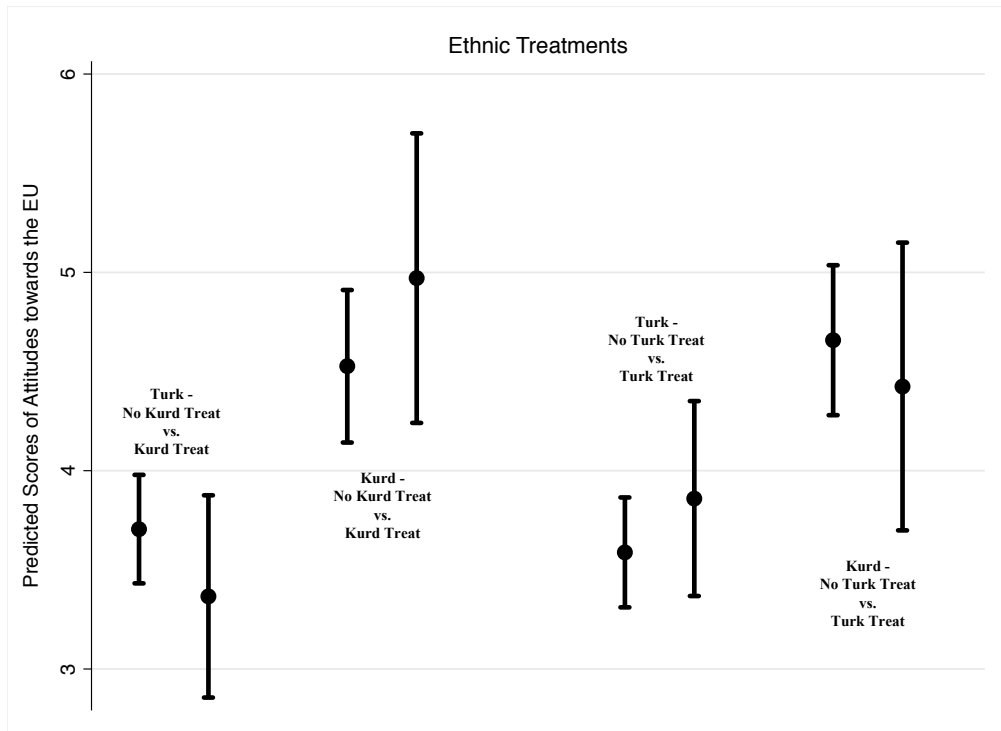 Ethnic Treatments
Predicted Scores of Attitudes towards the EU
6
5
4
3
Turk -
No Kurd Treat
vs.
Kurd Treat
Kurd -
No Kurd Treat
vs.
Kurd Treat
Turk -
No Turk Treat
vs.
Turk Treat
Kurd -
No Turk Treat
vs.
Turk Treat